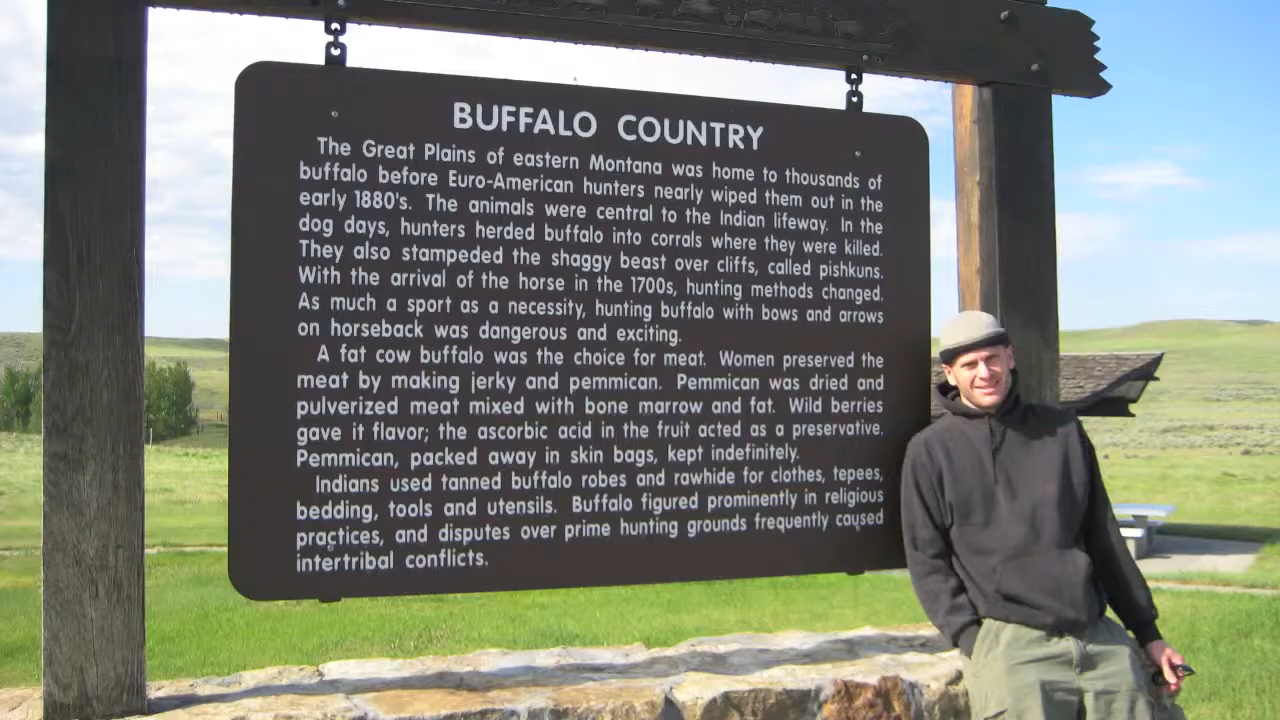 BUFFALO COUNTRY
The Great Plains of eastern Montana was home to thousands of
buffalo before Euro-American hunters nearly wiped them out in the
early 1880's. The animals were central to the Indian lifeway. In the
dog days, hunters herded buffalo into corrals where they were killed.
They also stampeded the shaggy beast over cliffs, called pishkuns.
With the arrival of the horse in the 1700s, hunting methods changed.
As much a sport as a necessity, hunting buffalo with bows and arrows
on horseback was dangerous and exciting.
A fat cow buffalo was the choice for meat. Women preserved the
meat by making jerky and pemmican. Pemmican was dried and
pulverized meat mixed with bone marrow and fat. Wild berries
gave it flavor; the ascorbic acid in the fruit acted as a preservative.
Pemmican, packed away in skin bags, kept indefinitely.
Indians used tanned buffalo robes and rawhide for clothes, tepees,
bedding, tools and utensils. Buffalo figured prominently in religious
practices, and disputes over prime hunting grounds frequently caused
intertribal conflicts.